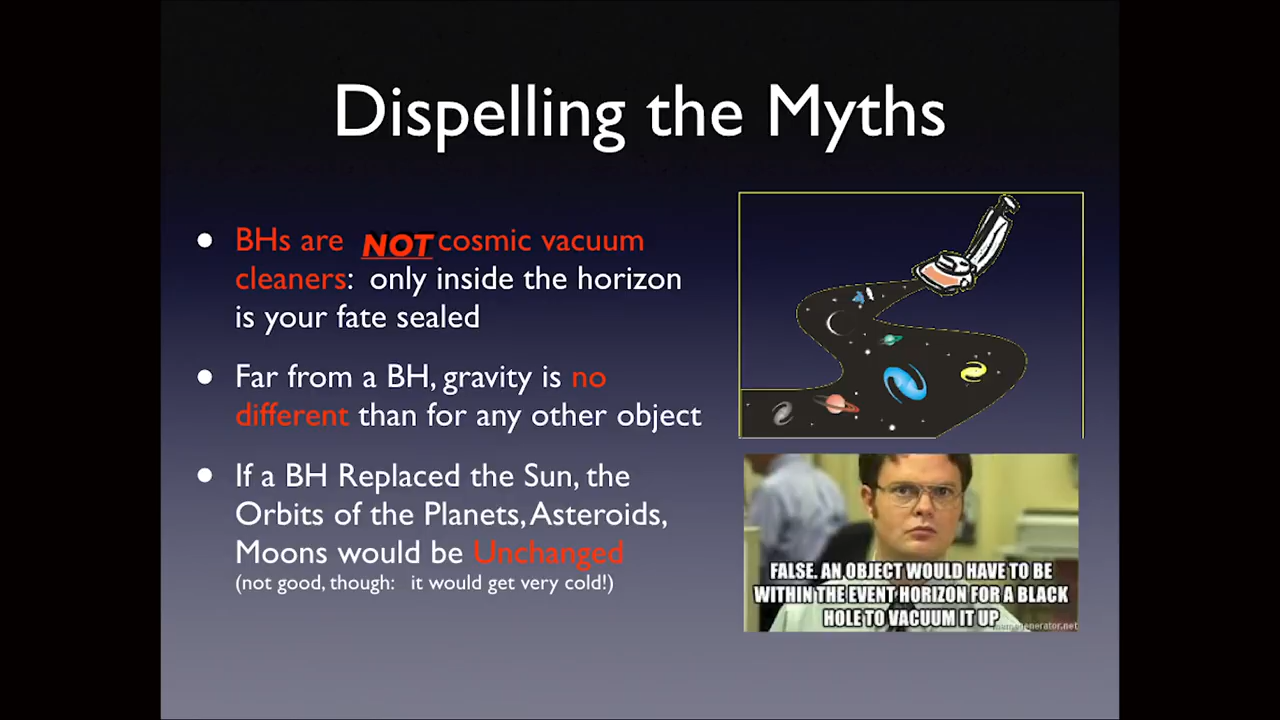 Dispelling the Myths
• BHs are NOT cosmic vacuum
cleaners: only inside the horizon
is your fate sealed
• Far from a BH, gravity is no
different than for any other object
• If a BH Replaced the Sun, the
Orbits of the Planets, Asteroids,
Moons would be Unchanged
(not good, though: it would get very cold!)
FALSE. AN OBJECT WOULD HAVE TO BE
WITHIN THE EVENT HORIZON FOR A BLACK
HOLE TO VACUUM IT UP